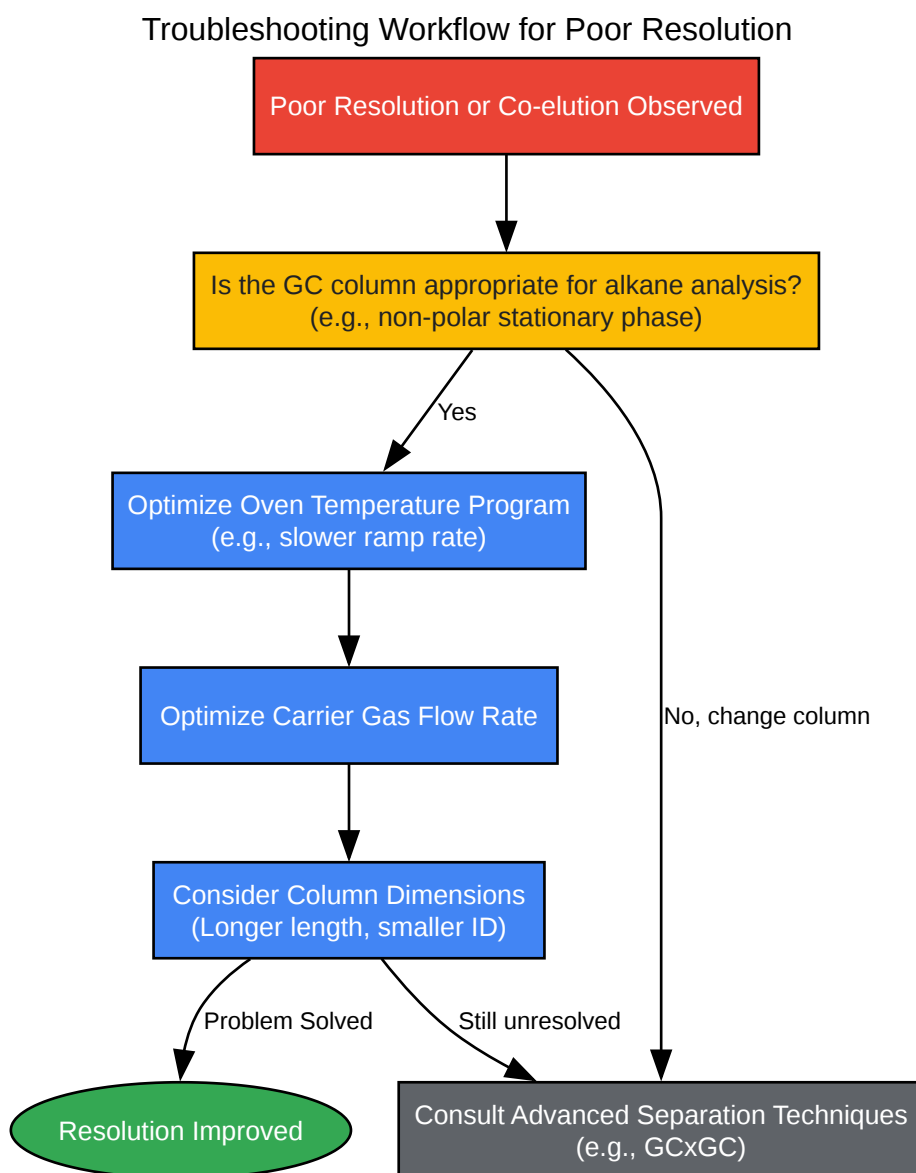 Troubleshooting Workflow for Poor Resolution
Poor Resolution or Co-elution Observed
Is the GC column appropriate for alkane analysis?
(e.g., non-polar stationary phase)
Yes
Optimize Oven Temperature Program
(e.g., slower ramp rate)
Optimize Carrier Gas Flow Rate
No, change column
Consider Column Dimensions
(Longer length, smaller ID)
Problem Solved
Still unresolved
Resolution Improved
Consult Advanced Separation Techniques
(e.g., GCxGC)